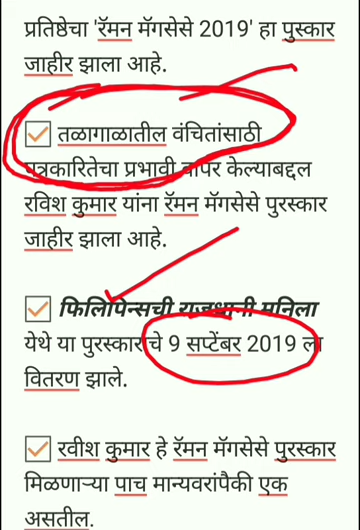 प्रतिष्ठेचा 'रॅमन मॅगसेसे 2019' हा पुस्कार
जाहीर झाला आहे.
तळागाळातील वंचितांसाठी
पत्रकारितेचा प्रभावी वापर केल्याबद्दल
रविश कुमार यांना रॅमन मॅगसेसे पुरस्कार
जाहीर झाला आहे.
फिलिपेन्सची राजधानी मनिला
येथे या पुरस्काराचे 9 सप्टेंबर 2019 ला
वितरण झाले.
रवीश कुमार हे रॅमन मॅगसेसे पुरस्कार
मिळणाऱ्या पाच मान्यवरांपैकी एक
असतील.